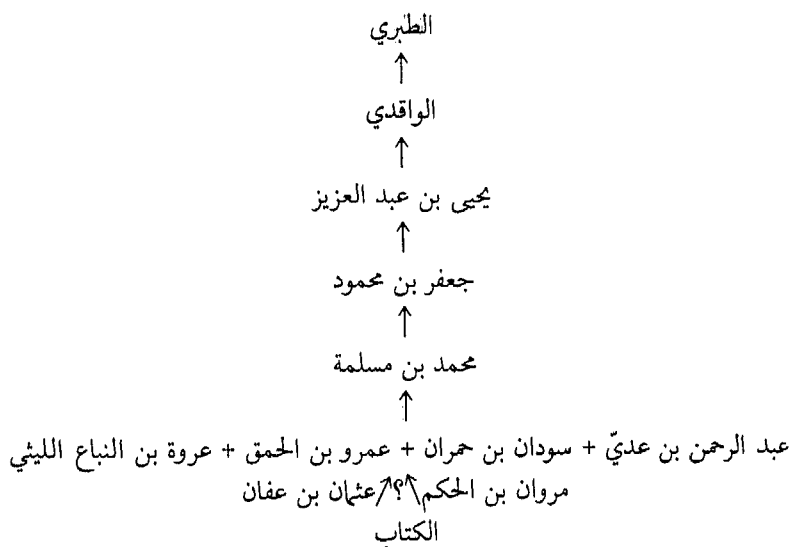 الطبري
↑
الواقدي
↑
يحيى بن عبد العزيز
↑
جعفر بن محمود
↑
محمد بن مسلمة
↑
عبد الرحمن بن عديّ + سودان بن حمران + عمرو بن الحمق + عروة بن النباع الليثي
مروان بن الحكم ↖؟↗ عثمان بن عفان
الكتاب